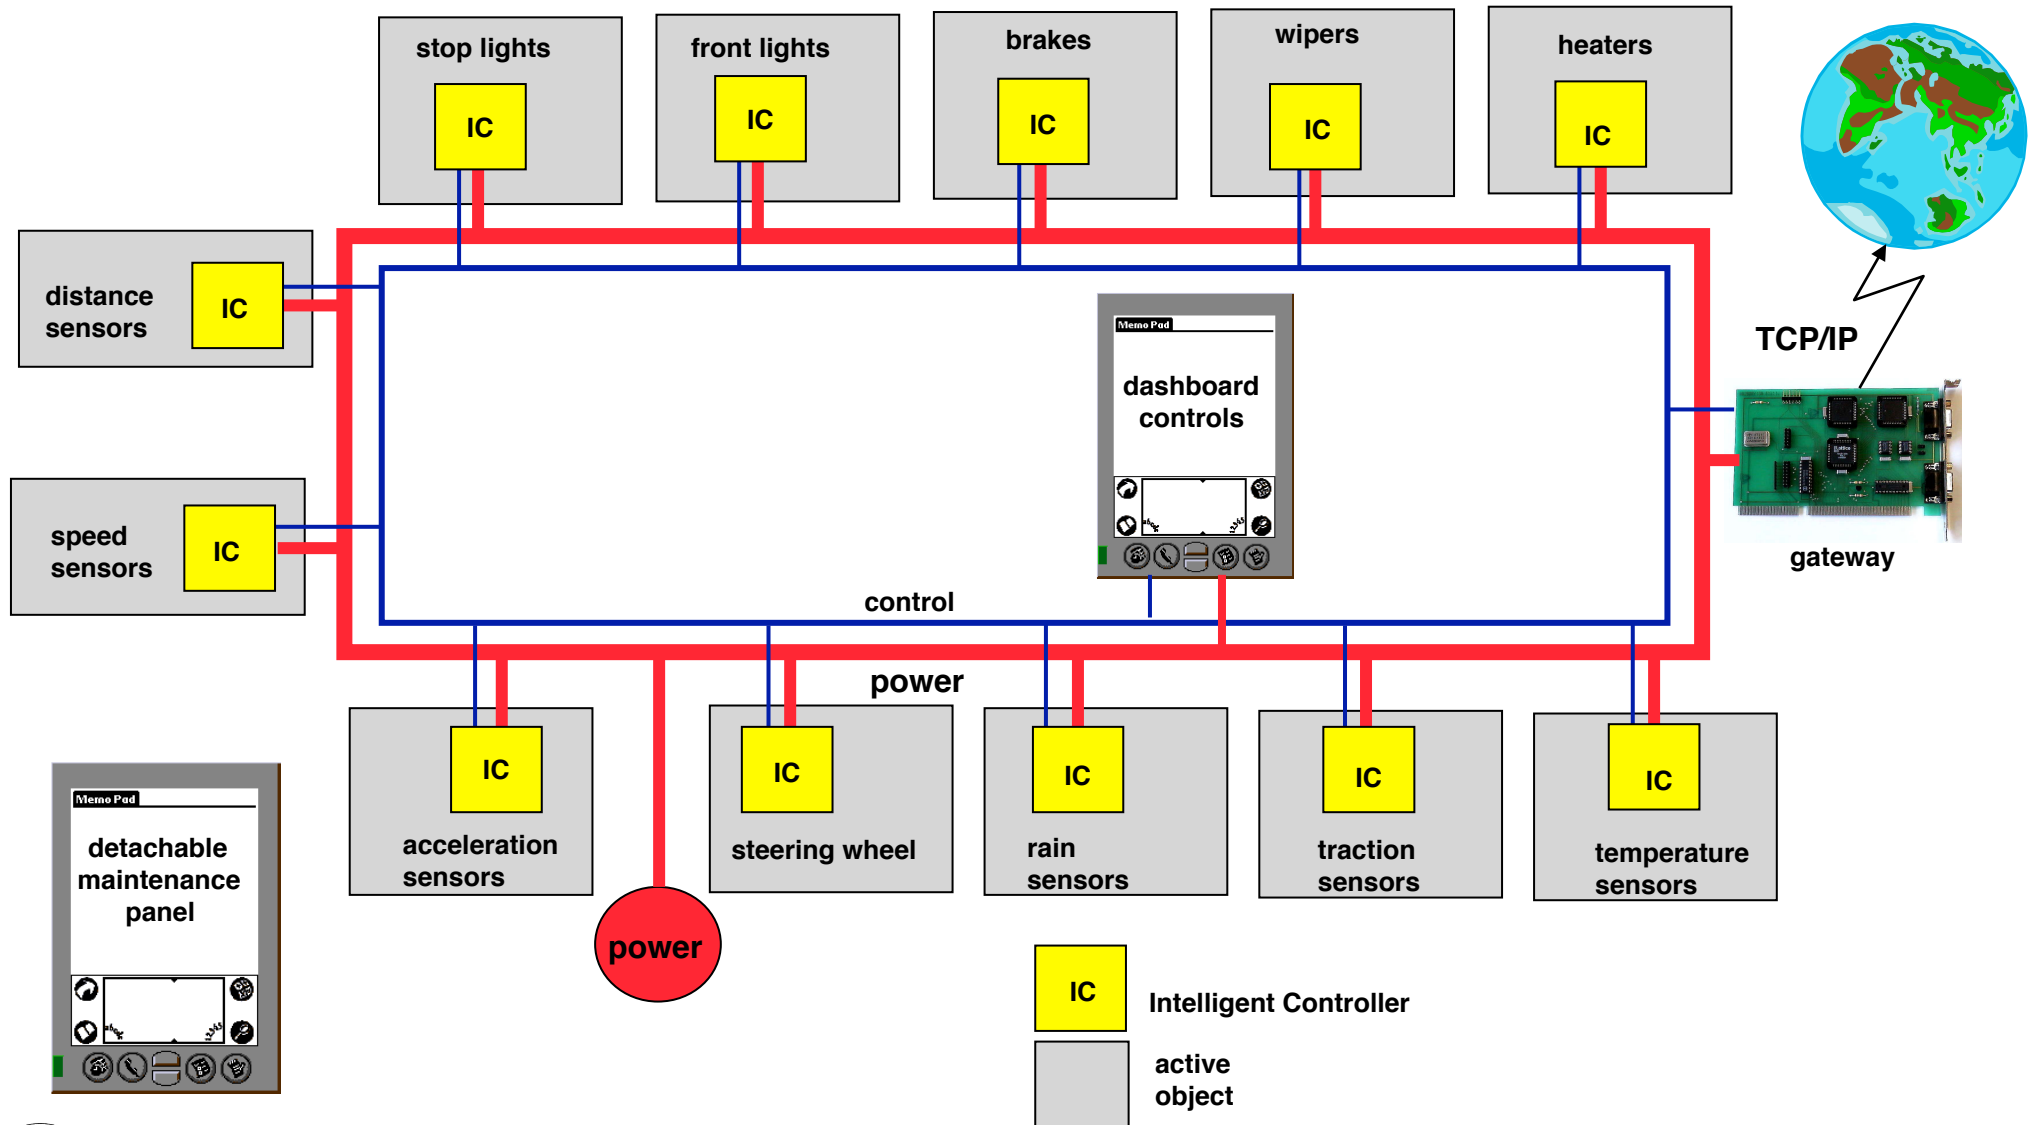 stop lights
IC
front lights
IC
brakes
IC
wipers
IC
heaters
IC
distance
sensors
IC
speed
sensors
IC
Memo Pad
dashboard
controls
TCP/IP
gateway
control
power
IC
acceleration
sensors
IC
steering wheel
IC
rain
sensors
IC
traction
sensors
IC
temperature
sensors
Memo Pad
detachable
maintenance
panel
power
IC
Intelligent Controller
active
object